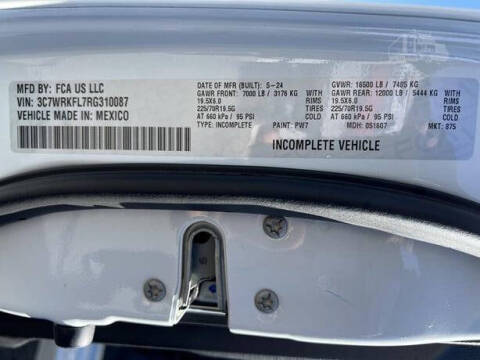 MFD BY: FCA US LLC
VIN: 3C7WRKFL7RG310087
VEHICLE MADE IN: MEXICO
DATE OF MFR (BUILT): 5-24
GAWR FRONT: 7000 LB / 3176 KG
19.5X6.0 TIRES
225/70R19.5G RIMS
AT 660 kPa / 95 PSI COLD
TYPE: INCOMPLETE
GVWR: 16500 LB / 7485 KG
GAWR REAR: 12000 LB / 5444 KG
19.5X6.0 TIRES
225/70R19.5G
AT 660 kPa / 95 PSI COLD
PAINT: PW7 MDH: 051607 MKT: 875
INCOMPLETE VEHICLE